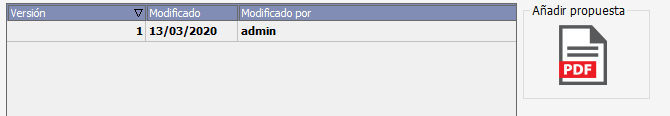 Versión Modificado Modificado por
1 13/03/2020 admin
Añadir propuesta
PDF